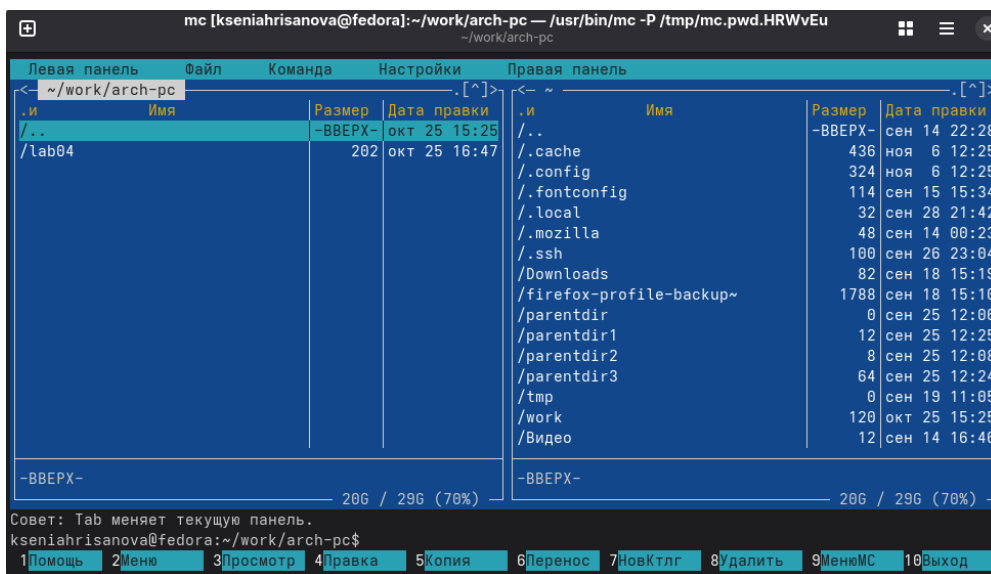 mc [kseniahrisanova@fedora]:~/work/arch-pc — /usr/bin/mc -P /tmp/mc.pwd.HRWvEu
~/work/arch-pc
Левая панель Файл Команда Настройки Правая панель
<— ~/work/arch-pc .[^]> <— ~ .[^]>
.и Имя Размер Дата правки .и Имя Размер Дата правки
/.. -ВВЕРХ- окт 25 15:25 /.. -ВВЕРХ- сен 14 22:28
/lab04 202 окт 25 16:47 /.cache 436 ноя 6 12:25
/.config 324 ноя 6 12:25
/.fontconfig 114 сен 15 15:34
/.local 32 сен 28 21:42
/.mozilla 48 сен 14 00:23
/.ssh 100 сен 26 23:04
/Downloads 82 сен 18 15:19
/firefox-profile-backup~ 1788 сен 18 15:10
/parentdir 0 сен 25 12:06
/parentdir1 12 сен 25 12:25
/parentdir2 8 сен 25 12:08
/parentdir3 64 сен 25 12:24
/tmp 0 сен 19 11:05
/work 120 окт 25 15:25
/Видео 12 сен 14 16:46
-ВВЕРХ- -ВВЕРХ-
20G / 29G (70%) 20G / 29G (70%)
Совет: Tab меняет текущую панель.
kseniahrisanova@fedora:~/work/arch-pc$
1Помощь 2Меню 3Просмотр 4Правка 5Копия 6Перенос 7НовКтлг 8Удалить 9МенюМС 10Выход